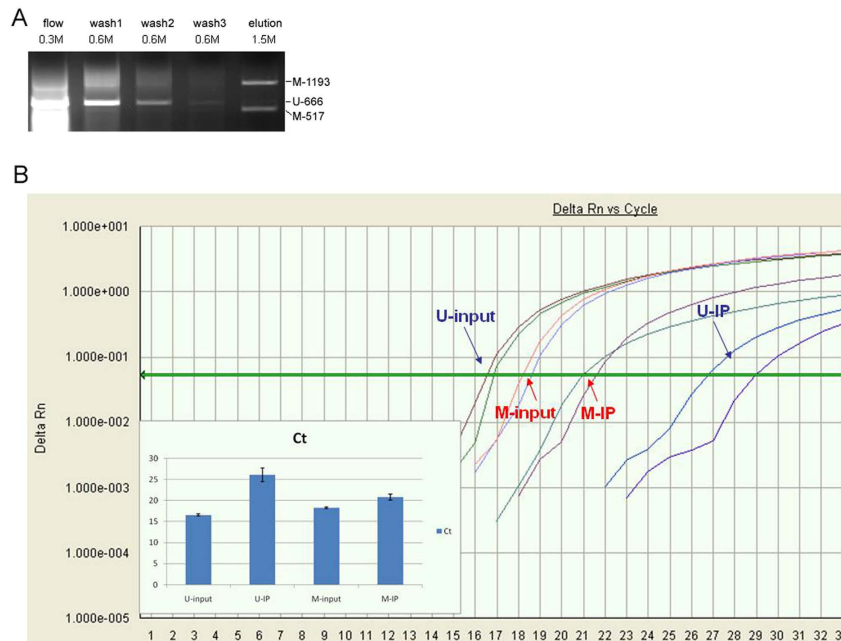 A
flow wash1 wash2 wash3 elution
0.3M 0.6M 0.6M 0.6M 1.5M
M-1193
U-666
M-517
B
Delta Rn vs Cycle
1.000e+001
1.000e+000
1.000e-001
1.000e-002
1.000e-003
1.000e-004
1.000e-005
Delta Rn
U-input
U-IP
M-input
M-IP
Ct
30
25
20
15
10
5
0
U-input U-IP M-input M-IP
Ct
1 2 3 4 5 6 7 8 9 10 11 12 13 14 15 16 17 18 19 20 21 22 23 24 25 26 27 28 29 30 31 32